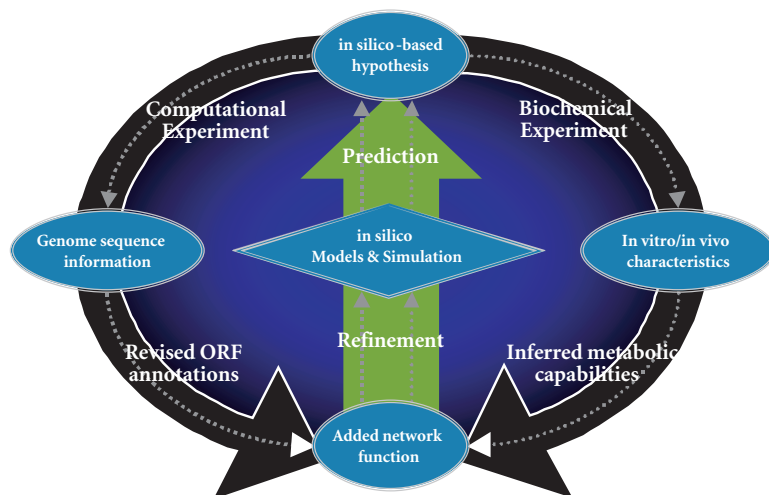 in silico-based
hypothesis
Computational
Experiment
Biochemical
Experiment
Prediction
Genome sequence
information
in silico
Models & Simulation
In vitro/in vivo
characteristics
Refinement
Revised ORF
annotations
Inferred metabolic
capabilities
Added network
function